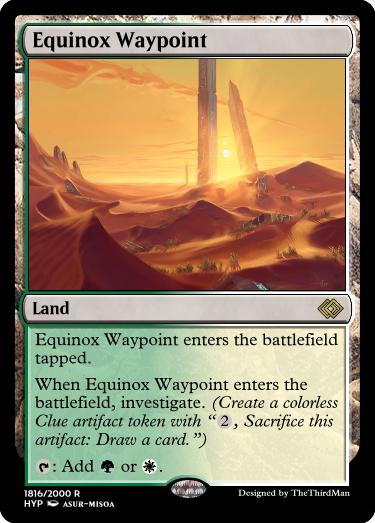 Equinox Waypoint
Land
Equinox Waypoint enters the battlefield
tapped.
When Equinox Waypoint enters the
battlefield, investigate. (Create a colorless
Clue artifact token with “2, Sacrifice this
artifact: Draw a card.”)
: Add or .
1816/2000 R
HYP ASUR-MISOA
Designed by TheThirdMan